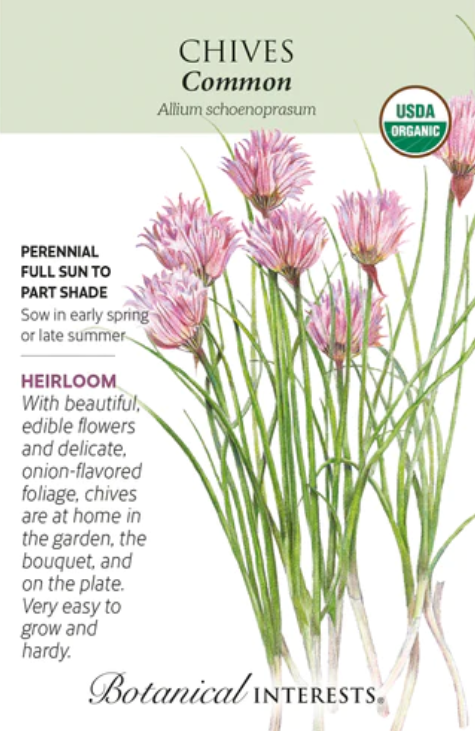 CHIVES
Common
Allium schoenoprasum
USDA
ORGANIC
PERENNIAL
FULL SUN TO
PART SHADE
Sow in early spring
or late summer
HEIRLOOM
With beautiful,
edible flowers
and delicate,
onion-flavored
foliage, chives
are at home in
the garden, the
bouquet, and
on the plate.
Very easy to
grow and
hardy.
Botanical INTERESTS®